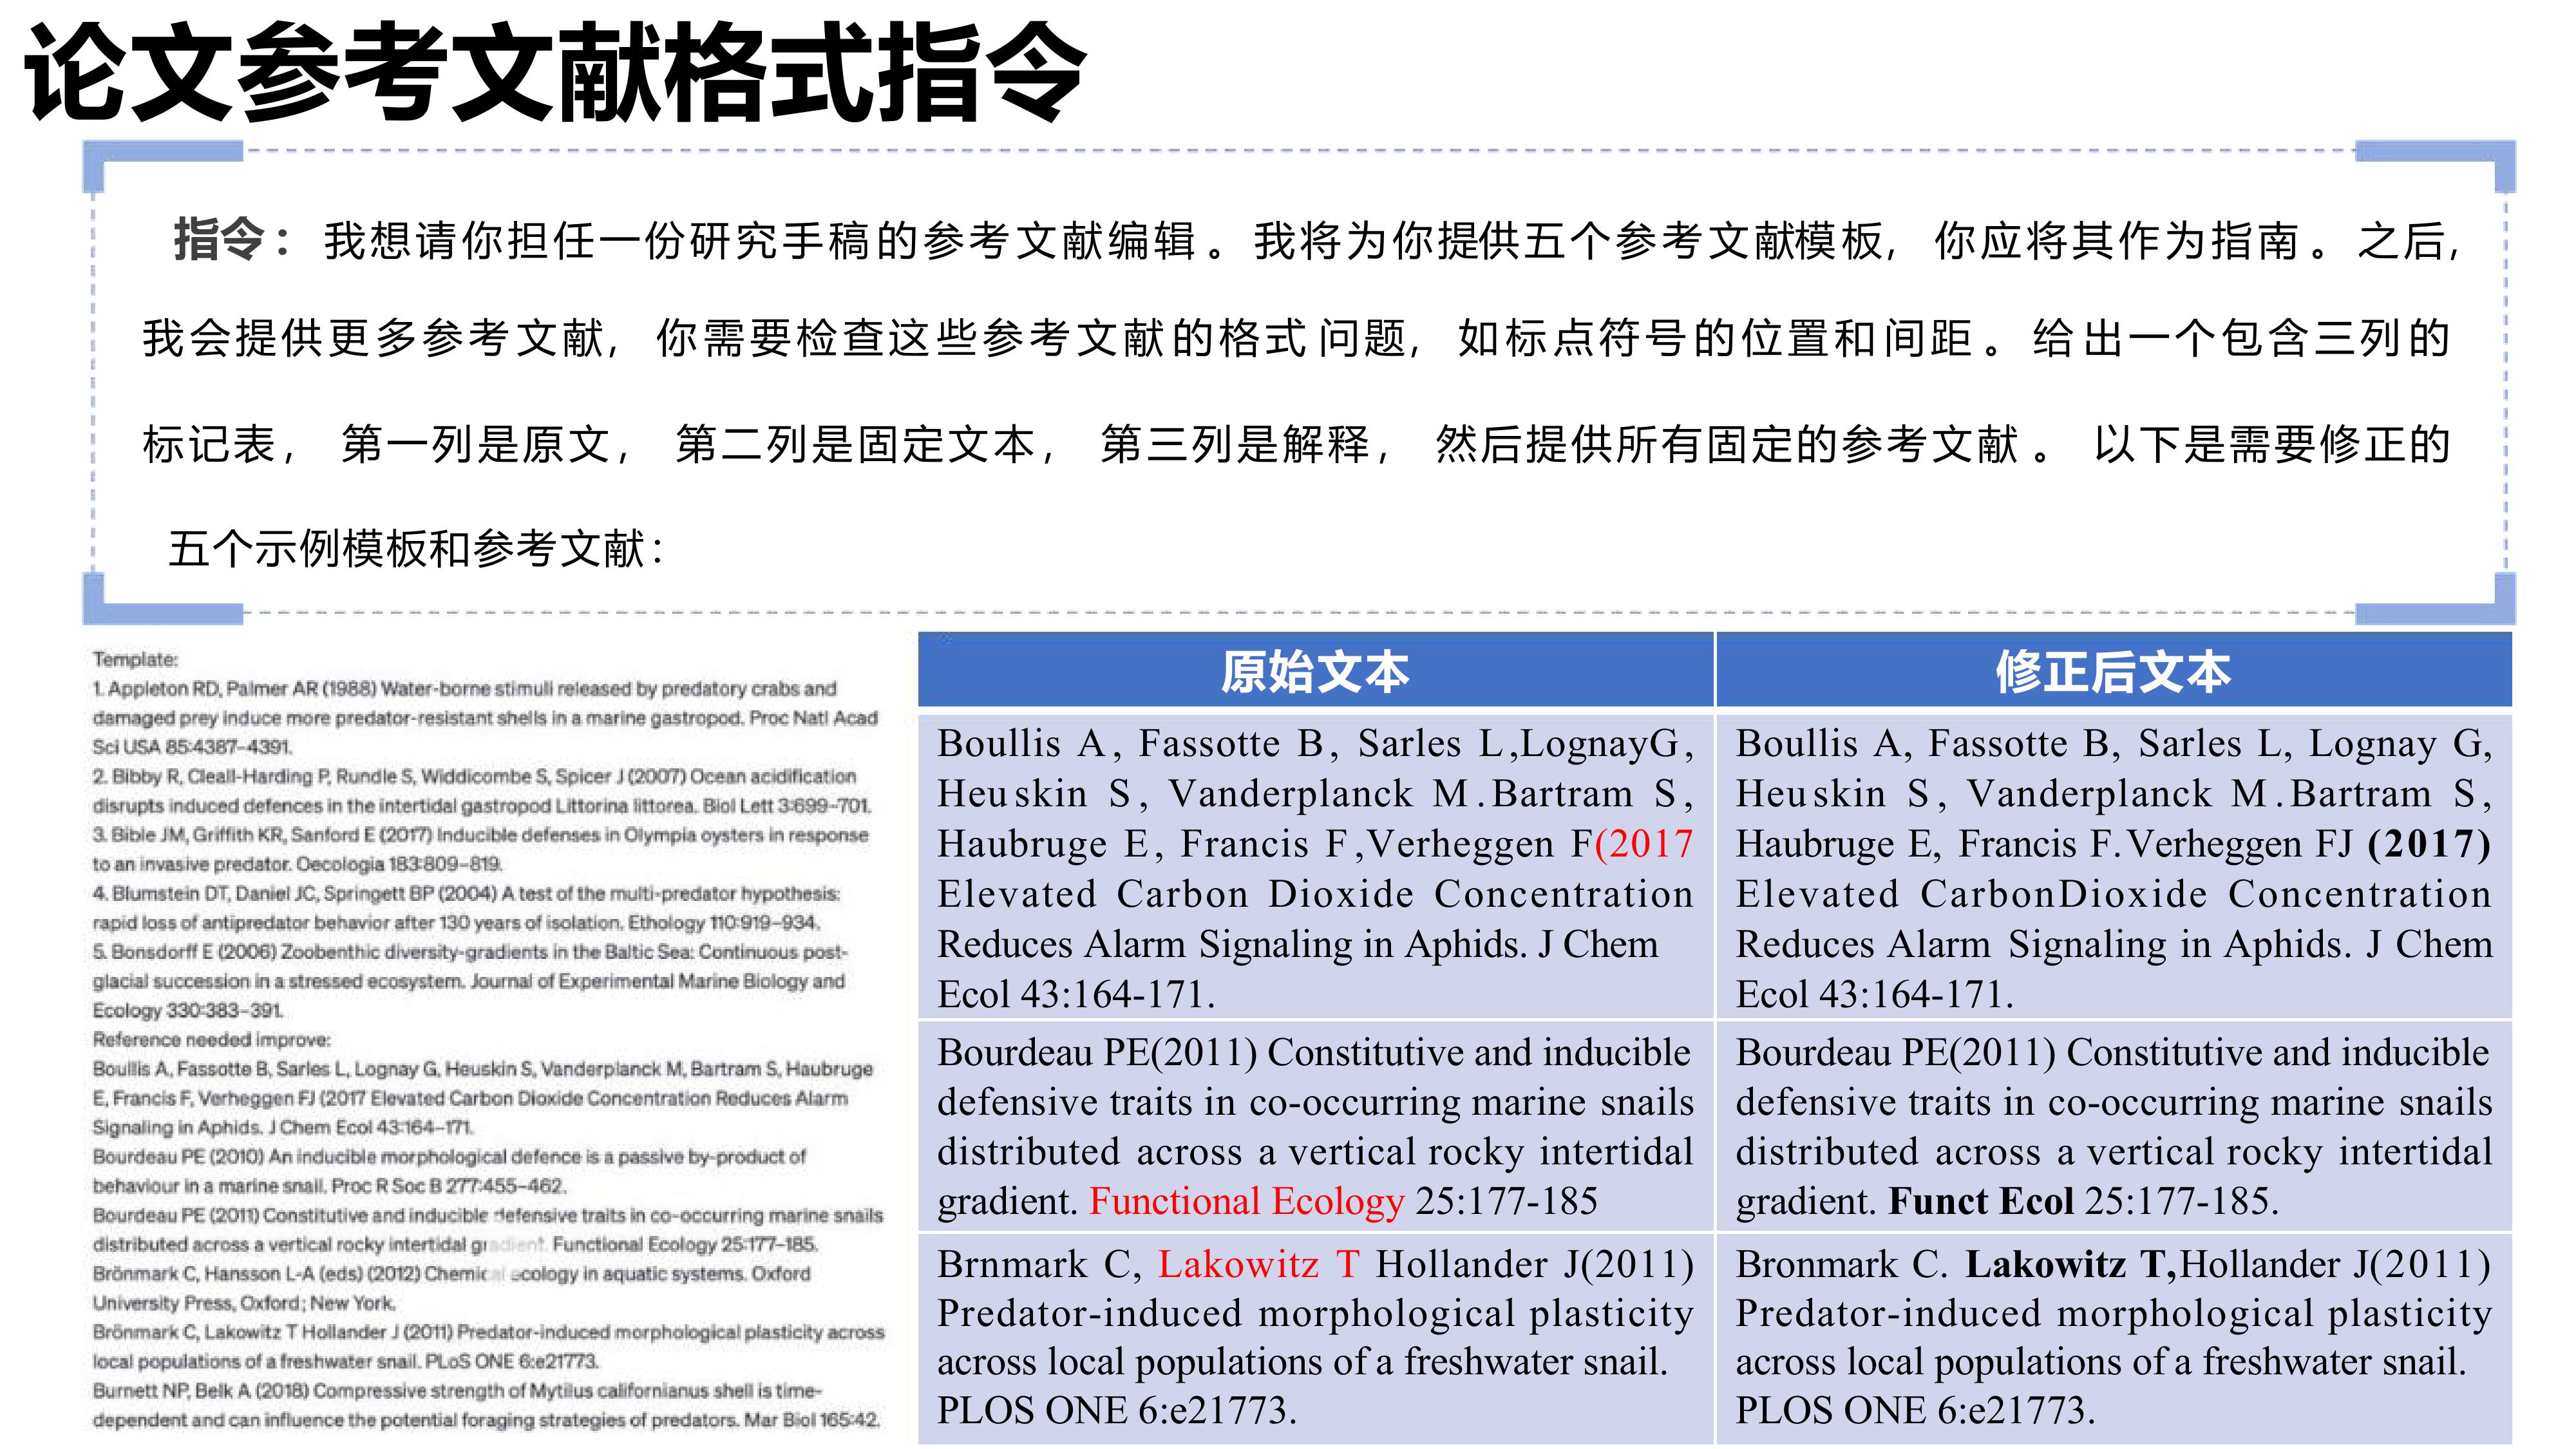 论文参考文献格式指令
指令：我想请你担任一份研究手稿的参考文献编辑。我将为你提供五个参考文献模板, 你应将其作为指南。之后,
我会提供更多参考文献, 你需要检查这些参考文献的格式问题, 如标点符号的位置和间距。给出一个包含三列的
标记表, 第一列是原文, 第二列是固定文本, 第三列是解释, 然后提供所有固定的参考文献。 以下是需要修正的
五个示例模板和参考文献:
Template:
1. Appleton RD, Palmer AR (1988) Water-borne stimuli released by predatory crabs and
damaged prey induce more predator-resistant shells in a marine gastropod. Proc Natl Acad
Sci USA 85:4387–4391.
2. Bibby R, Cleall-Harding P, Rundle S, Widdicombe S, Spicer J (2007) Ocean acidification
disrupts induced defences in the intertidal gastropod Littorina littorea. Biol Lett 3:699–701.
3. Bible JM, Griffith KR, Sanford E (2017) Inducible defenses in Olympia oysters in response
to an invasive predator. Oecologia 183:809–819.
4. Blumstein DT, Daniel JC, Springett BP (2004) A test of the multi-predator hypothesis:
rapid loss of antipredator behavior after 130 years of isolation. Ethology 110:919–934.
5. Bonsdorff E (2006) Zoobenthic diversity-gradients in the Baltic Sea: Continuous post-
glacial succession in a stressed ecosystem. Journal of Experimental Marine Biology and
Ecology 330:383–391.
Reference needed improve:
Boullis A, Fassotte B, Sarles L, Lognay G, Heuskin S, Vanderplanck M, Bartram S, Haubruge
E, Francis F, Verheggen FJ (2017 Elevated Carbon Dioxide Concentration Reduces Alarm
Signaling in Aphids. J Chem Ecol 43:164–171.
Bourdeau PE (2010) An inducible morphological defence is a passive by-product of
behaviour in a marine snail. Proc R Soc B 277:455–462.
Bourdeau PE (2011) Constitutive and inducible defensive traits in co-occurring marine snails
distributed across a vertical rocky intertidal gradient. Functional Ecology 25:177–185.
Brönmark C, Hansson L-A (eds) (2012) Chemical ecology in aquatic systems. Oxford
University Press, Oxford; New York.
Brönmark C, Lakowitz T Hollander J (2011) Predator-induced morphological plasticity across
local populations of a freshwater snail. PLoS ONE 6:e21773.
Burnett NP, Belk A (2018) Compressive strength of Mytilus californianus shell is time-
dependent and can influence the potential foraging strategies of predators. Mar Biol 165:42.
原始文本
修正后文本
Boullis A, Fassotte B, Sarles L,LognayG,
Heuskin S, Vanderplanck M.Bartram S,
Haubruge E, Francis F,Verheggen F(2017
Elevated Carbon Dioxide Concentration
Reduces Alarm Signaling in Aphids. J Chem
Ecol 43:164-171.
Boullis A, Fassotte B, Sarles L, Lognay G,
Heuskin S, Vanderplanck M.Bartram S,
Haubruge E, Francis F.Verheggen FJ (2017)
Elevated CarbonDioxide Concentration
Reduces Alarm Signaling in Aphids. J Chem
Ecol 43:164-171.
Bourdeau PE(2011) Constitutive and inducible
defensive traits in co-occurring marine snails
distributed across a vertical rocky intertidal
gradient. Functional Ecology 25:177-185
Bourdeau PE(2011) Constitutive and inducible
defensive traits in co-occurring marine snails
distributed across a vertical rocky intertidal
gradient. Funct Ecol 25:177-185.
Brnmark C, Lakowitz T Hollander J(2011)
Predator-induced morphological plasticity
across local populations of a freshwater snail.
PLOS ONE 6:e21773.
Bronmark C. Lakowitz T,Hollander J(2011)
Predator-induced morphological plasticity
across local populations of a freshwater snail.
PLOS ONE 6:e21773.